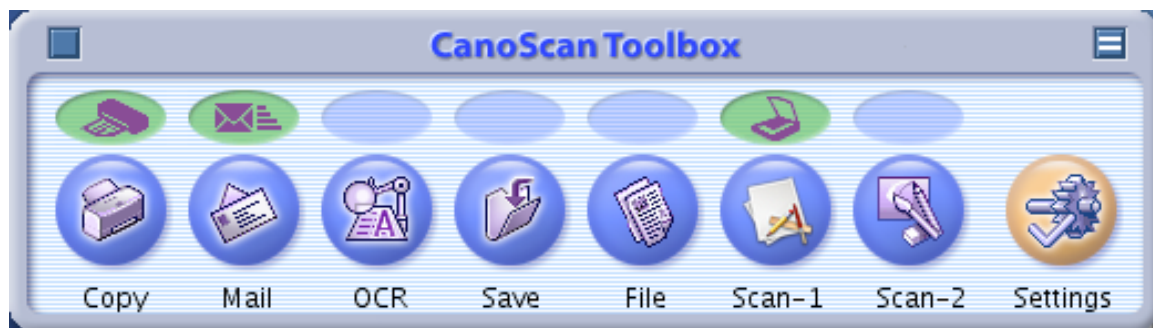 CanoScan Toolbox
Copy Mail OCR Save File Scan-1 Scan-2 Settings